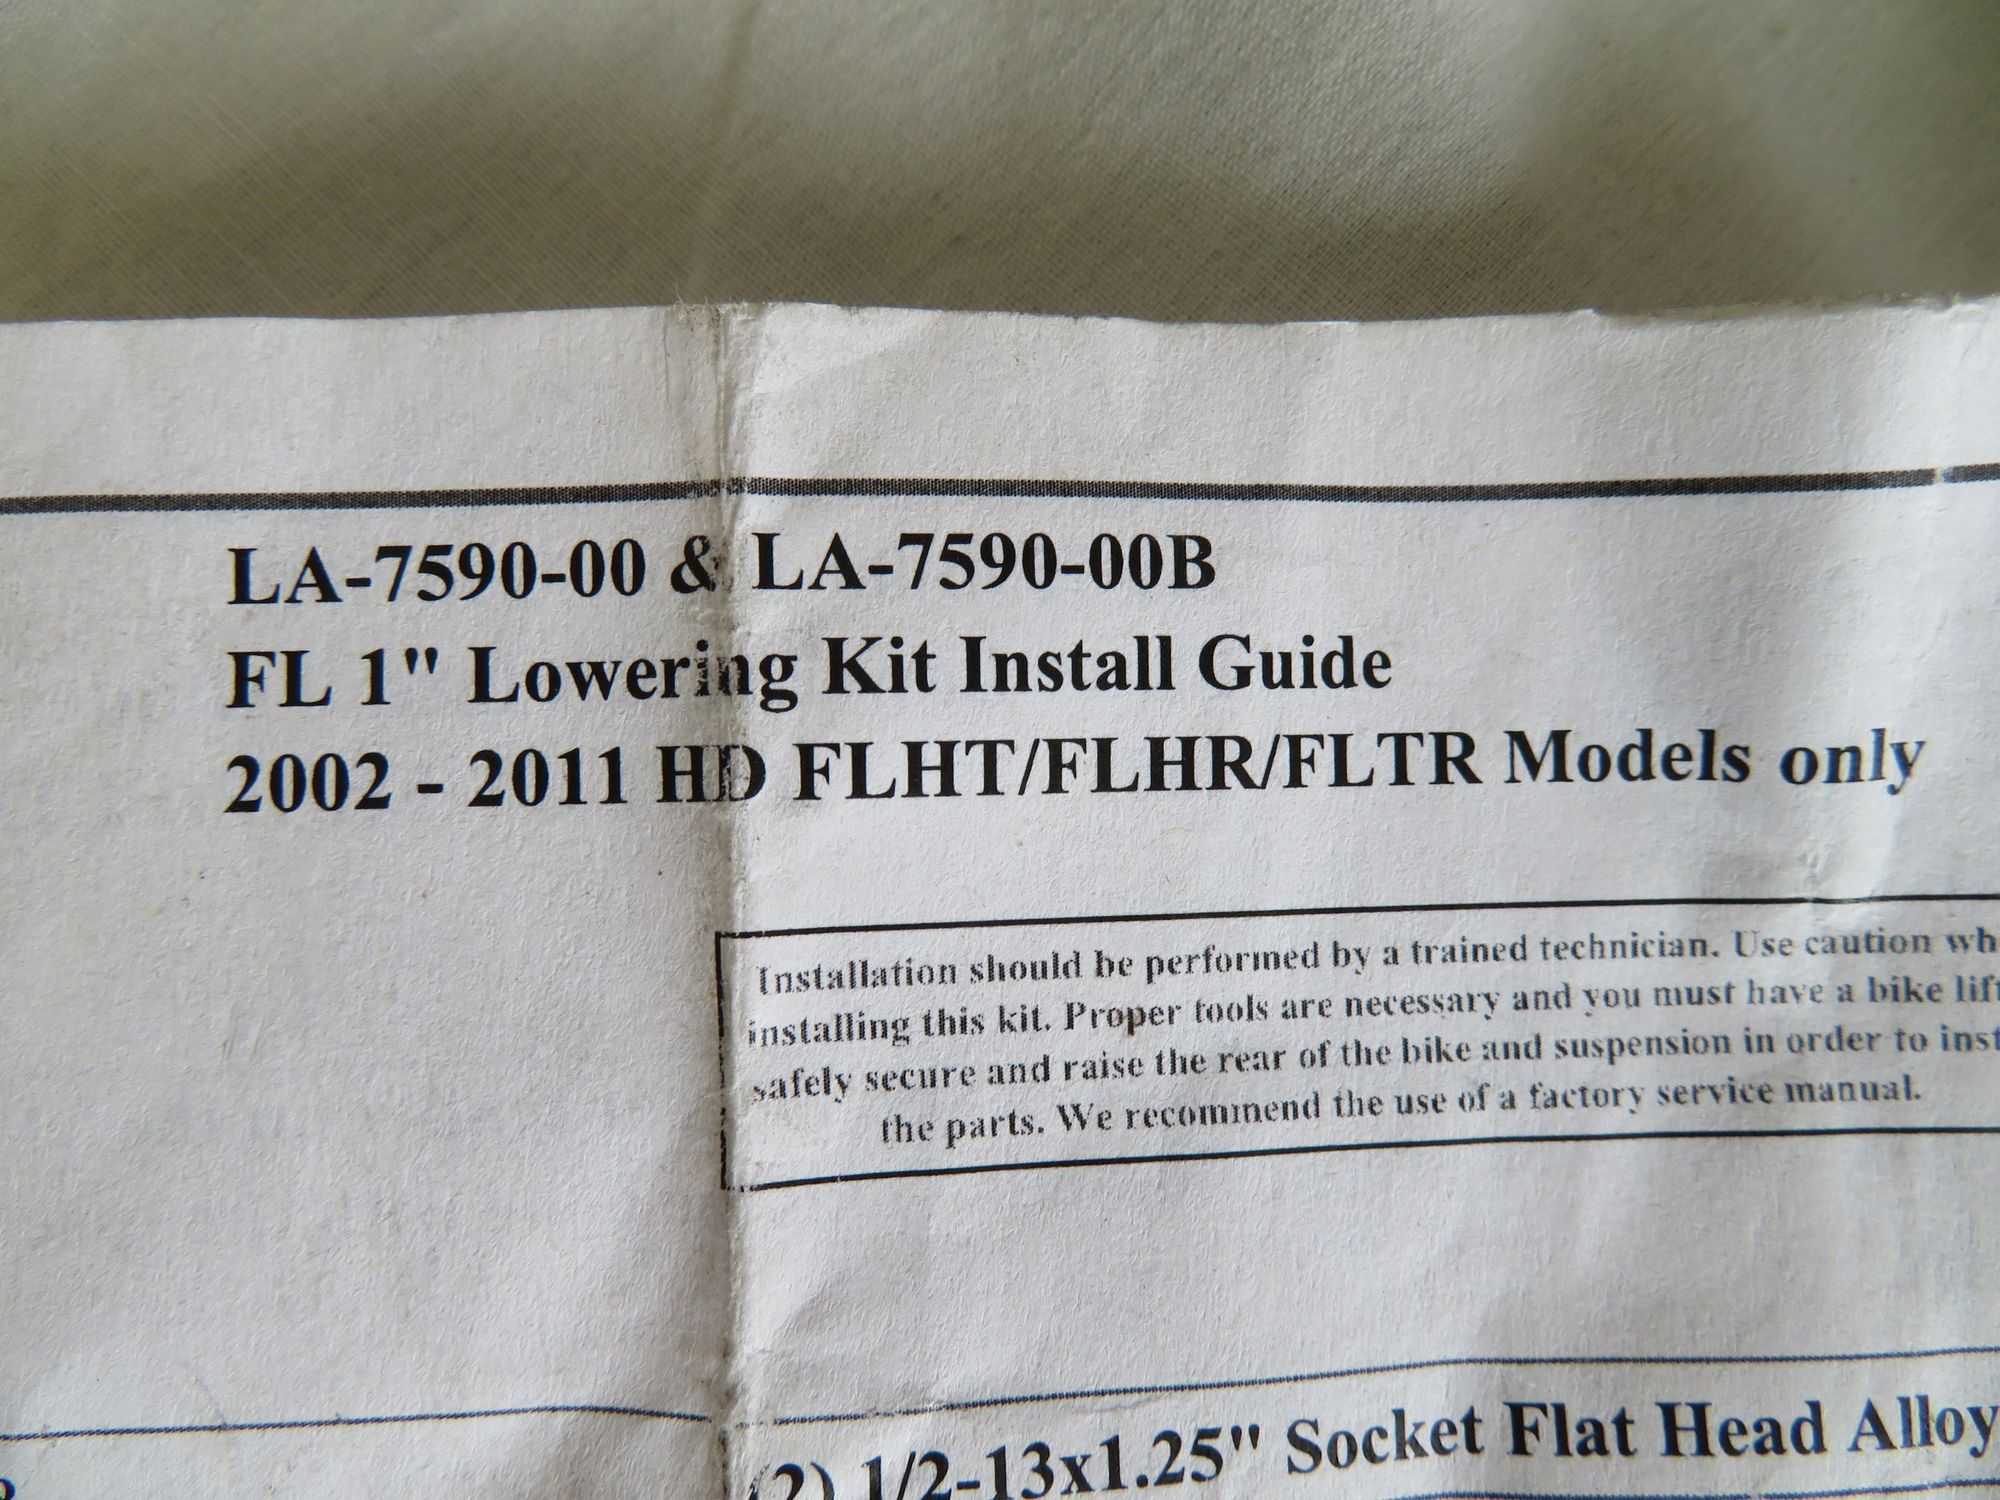 LA-7590-00 & LA-7590-00B
FL 1" Lowering Kit Install Guide
2002 - 2011 HD FLHT/FLHR/FLTR Models only
Installation should be performed by a trained technician. Use caution wh
installing this kit. Proper tools are necessary and you must have a bike lift
safely secure and raise the rear of the bike and suspension in order to inst
the parts. We recommend the use of a factory service manual.
(2) 1/2-13x1.25" Socket Flat Head Alloy